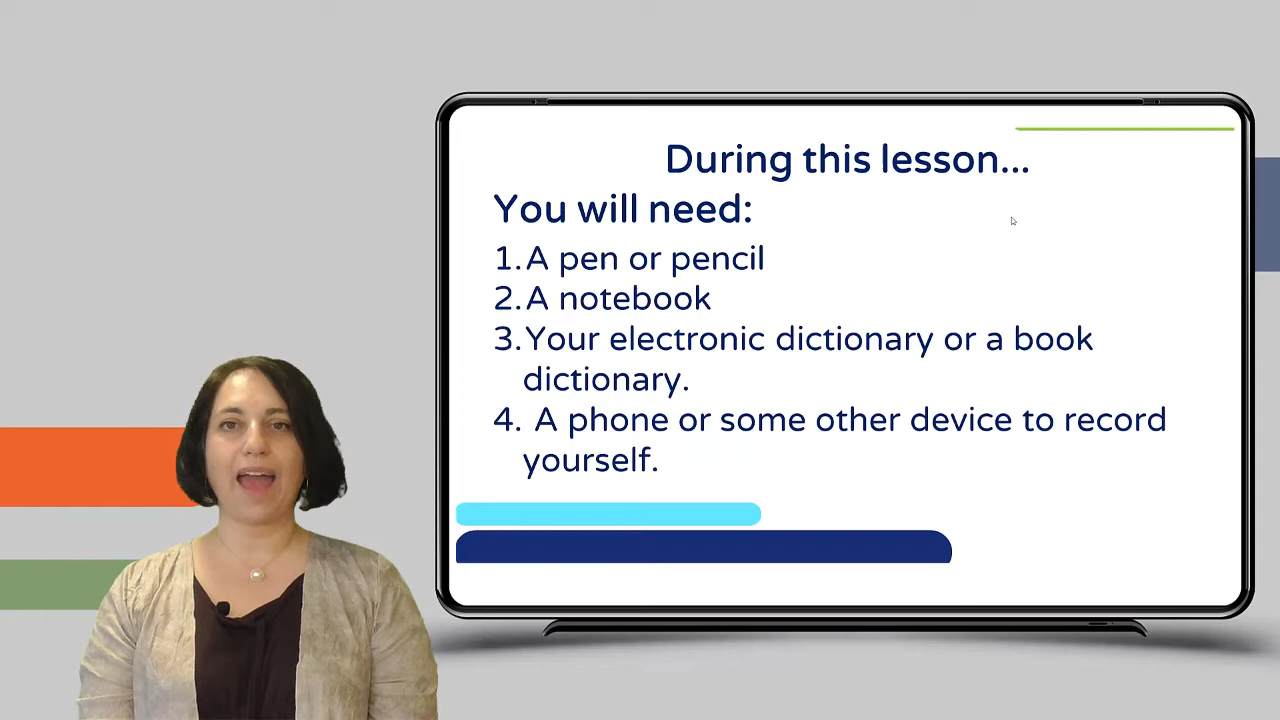 During this lesson...
You will need:
1. A pen or pencil
2. A notebook
3. Your electronic dictionary or a book
dictionary.
4. A phone or some other device to record
yourself.